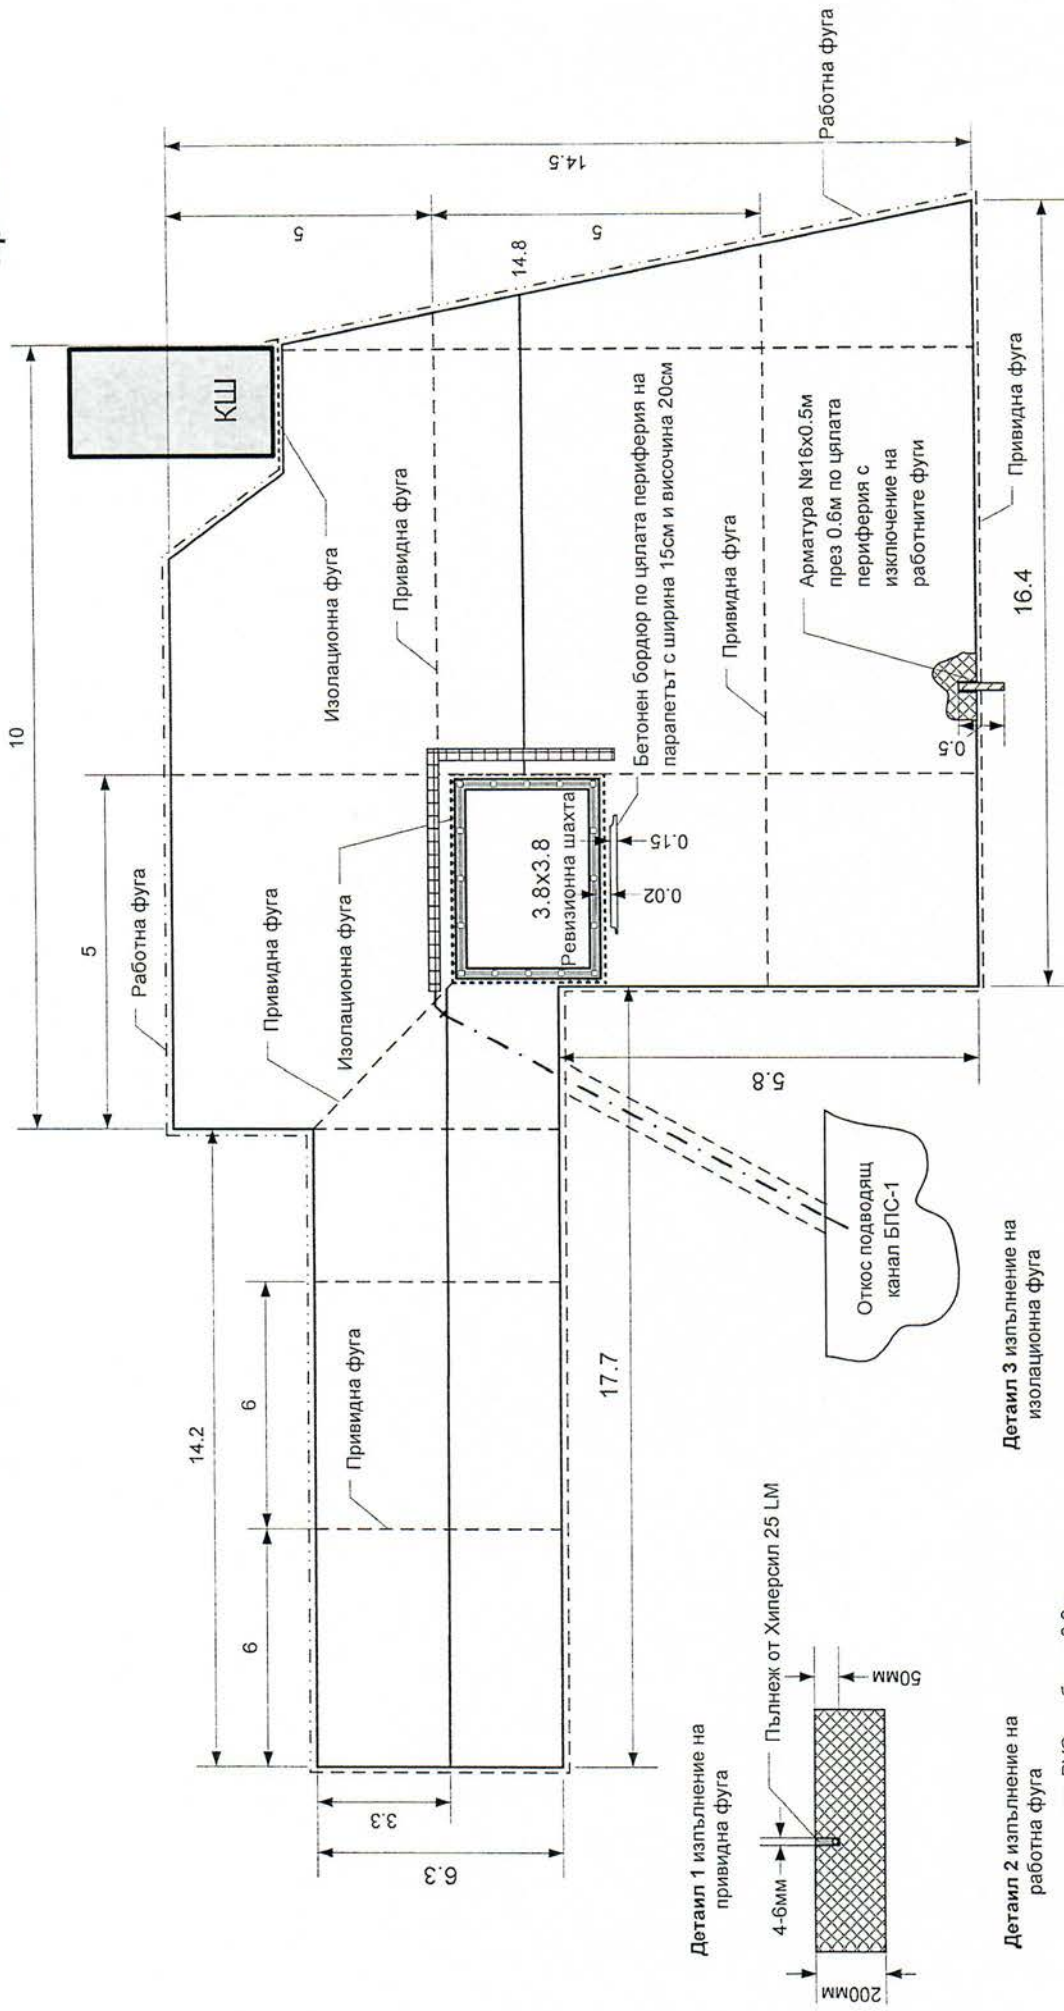 10
5
14.2
6
6
КШ
14.5
5
5
14.8
Работна фуга
Работна фуга
Привидна фуга
Изолационна фуга
Изолационна фуга
Привидна фуга
Привидна фуга
3.8x3.8
Ревизионна шахта
Бетонен бордюр по цялата периферия на
парапетът с ширина 15см и височина 20см
0.15
0.02
Привидна фуга
Арматура №16x0.5м
през 0.6м по цялата
периферия с
изключение на
работните фуги
0.5
Привидна фуга
16.4
5.8
17.7
3.3
6.3
Откос подводящ
канал БПС-1
Детаил 1 изпълнение на
привидна фуга
4-6мм
Пълнеж от Хиперсил 25 LM
50мм
200мм
Детаил 2 изпълнение на
работна фуга
Детаил 3 изпълнение на
изолационна фуга